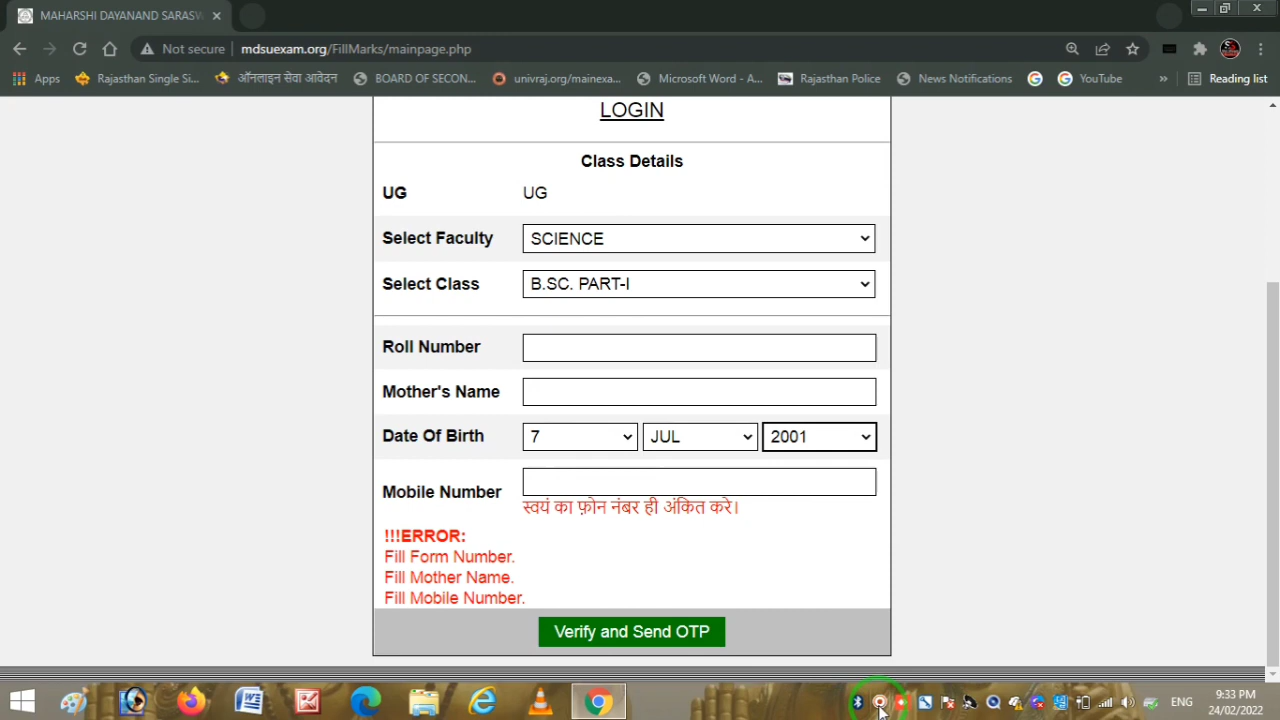 MAHARSHI DAYANAND SARASW
Not secure mdsuexam.org/FillMarks/mainpage.php
Apps Rajasthan Single Si... ऑनलाइन सेवा आवेदन BOARD OF SECON... univraj.org/mainexa... Microsoft Word - A... Rajasthan Police News Notifications YouTube » Reading list
LOGIN
Class Details
UG UG
Select Faculty SCIENCE
Select Class B.SC. PART-I
Roll Number
Mother's Name
Date Of Birth 7 JUL 2001
Mobile Number
स्वयं का फ़ोन नंबर ही अंकित करे।
!!!ERROR:
Fill Form Number.
Fill Mother Name.
Fill Mobile Number.
Verify and Send OTP
ENG 9:33 PM
24/02/2022